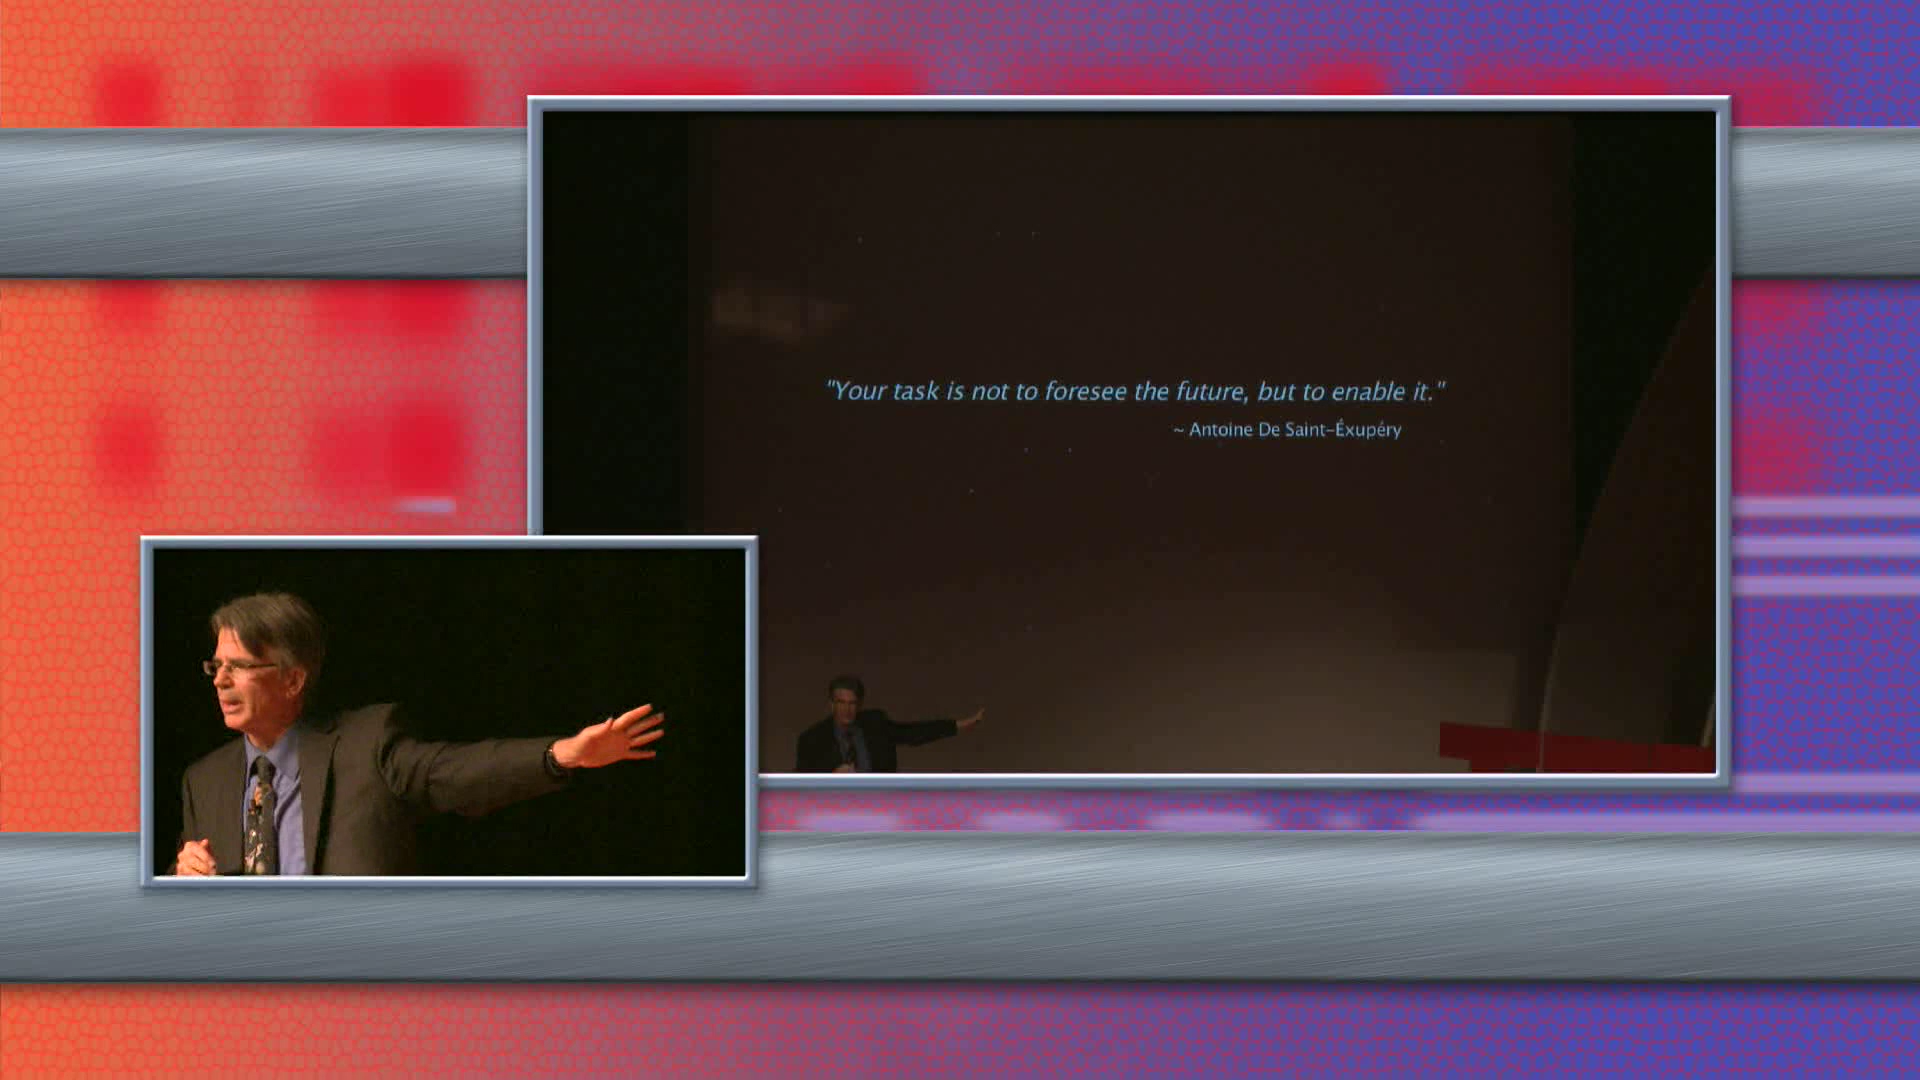 "Your task is not to foresee the future, but to enable it."
~ Antoine De Saint-Éxupéry